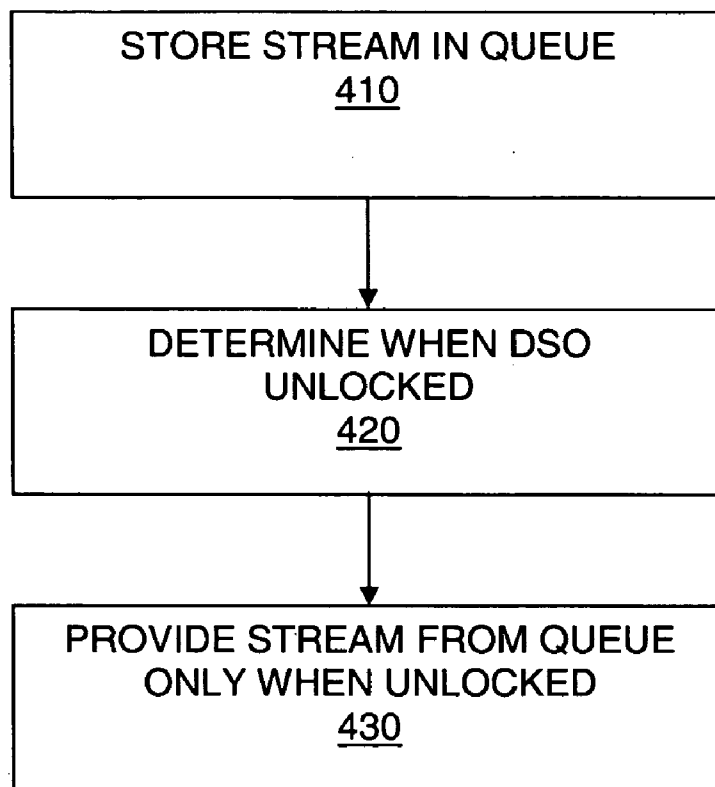 STORE STREAM IN QUEUE
410
DETERMINE WHEN DSO
UNLOCKED
420
PROVIDE STREAM FROM QUEUE
ONLY WHEN UNLOCKED
430